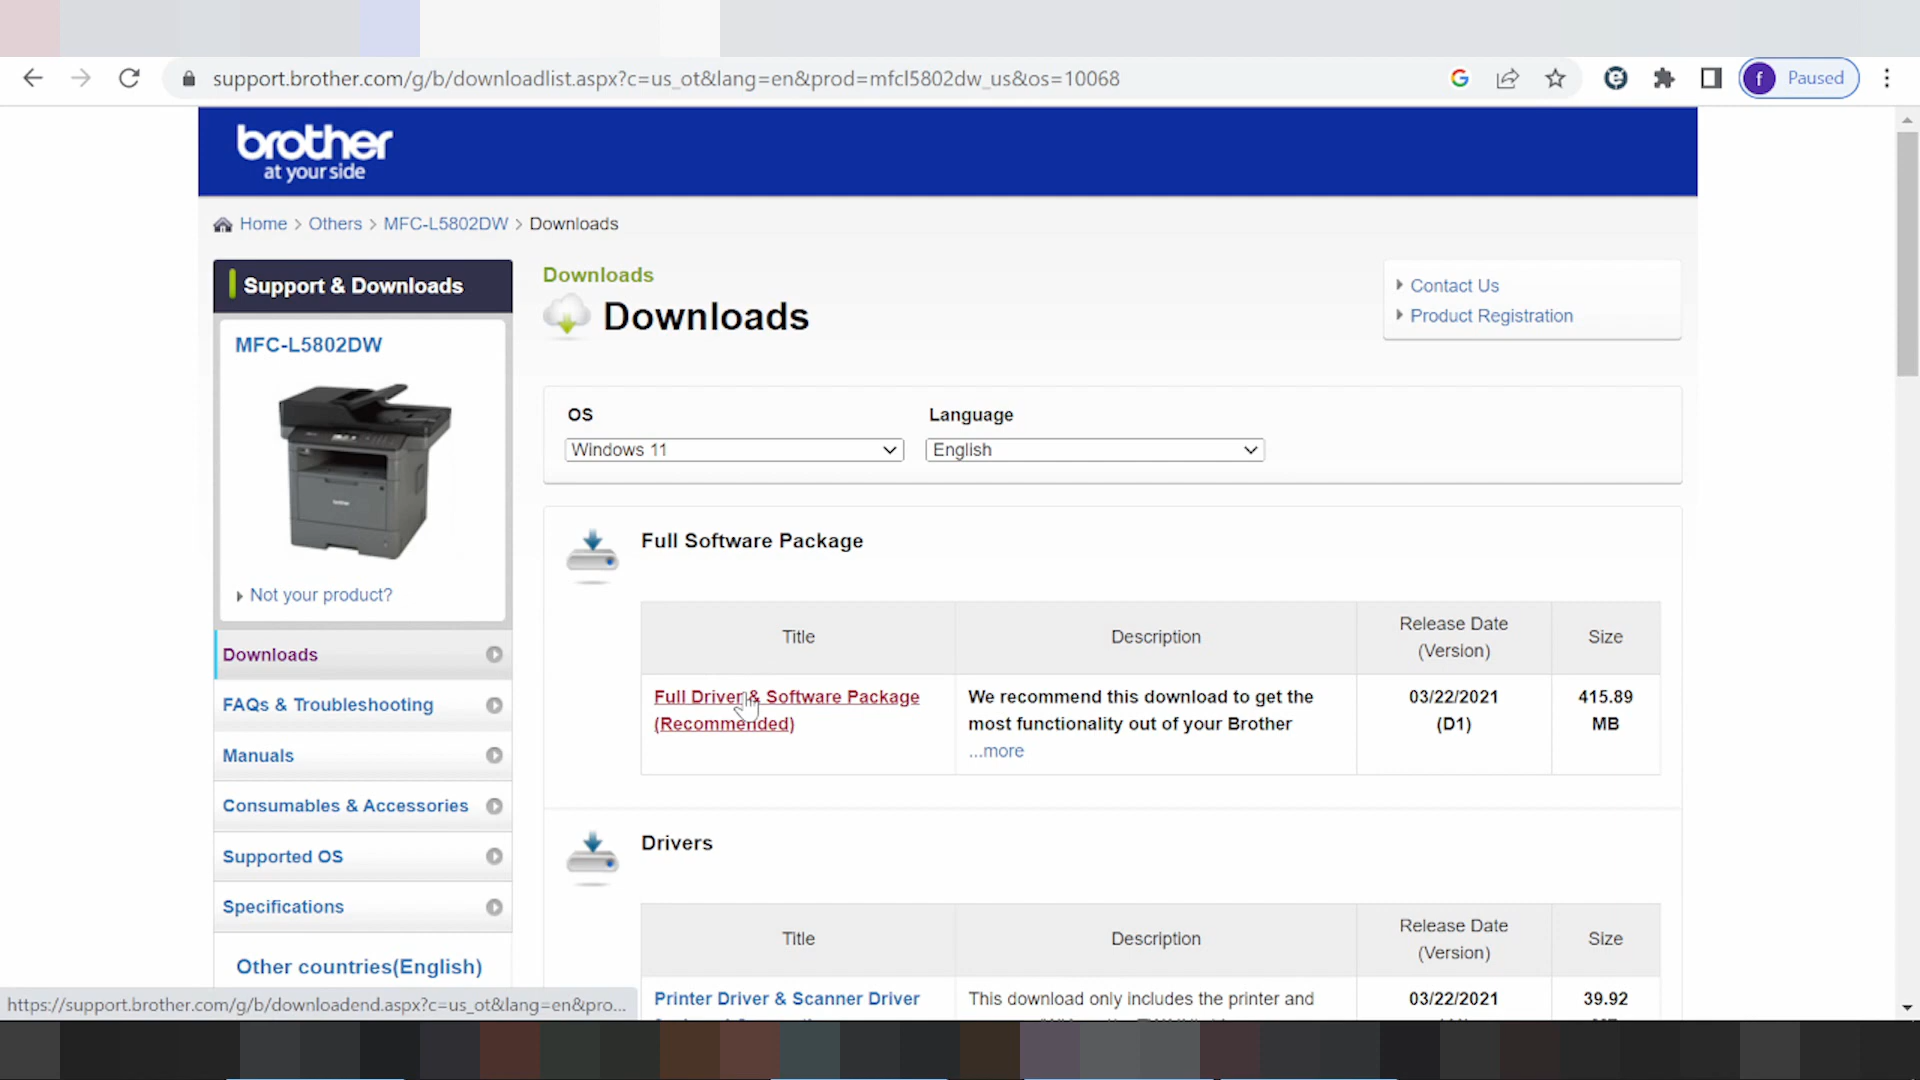 support.brother.com/g/b/downloadlist.aspx?c=us_ot&lang=en&prod=mfcl5802dw_us&os=10068
G
e
f Paused
brother
at your side
Home > Others > MFC-L5802DW > Downloads
Support & Downloads
MFC-L5802DW
brother
Not your product?
Downloads
FAQs & Troubleshooting
Manuals
Consumables & Accessories
Supported OS
Specifications
Other countries(English)
Downloads
Downloads
Contact Us
Product Registration
OS
Windows 11
Language
English
Full Software Package
Title
Description
Release Date
(Version)
Size
Full Driver & Software Package
(Recommended)
We recommend this download to get the
most functionality out of your Brother
...more
03/22/2021
(D1)
415.89
MB
Drivers
Title
Description
Release Date
(Version)
Size
Printer Driver & Scanner Driver
This download only includes the printer and
03/22/2021
39.92
https://support.brother.com/g/b/downloadend.aspx?c=us_ot&lang=en&pro...